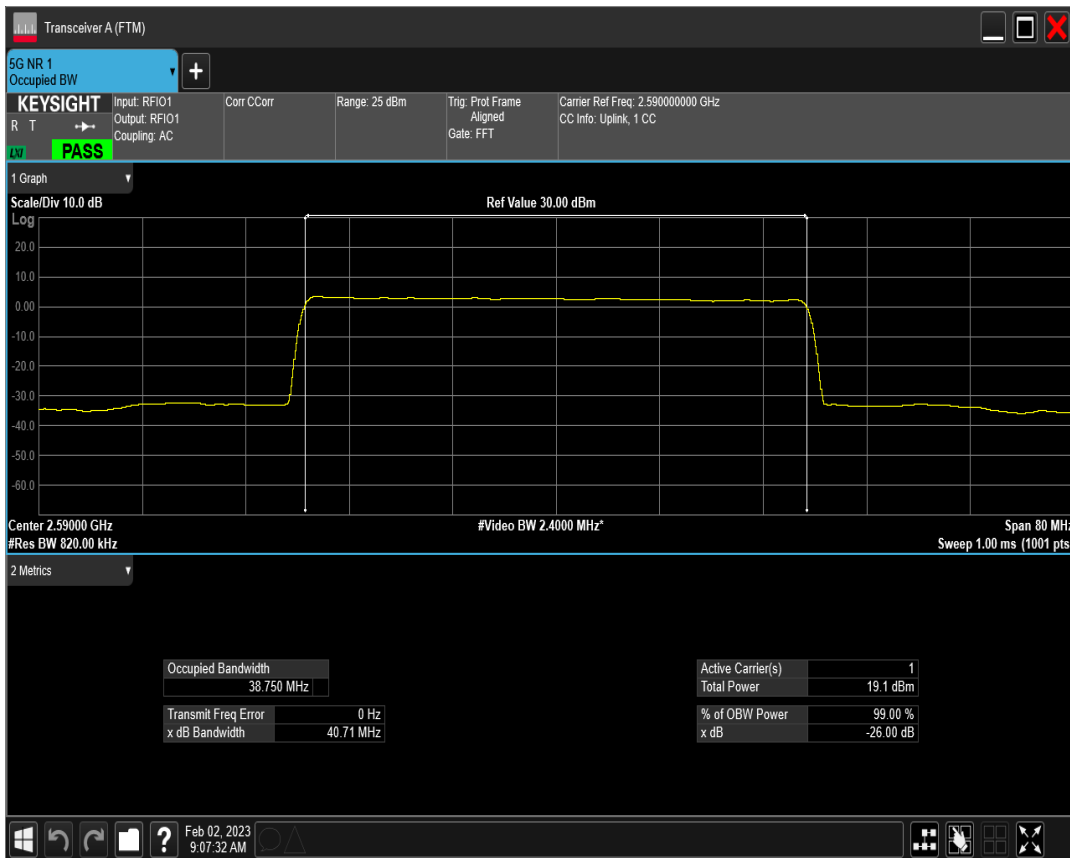 Transceiver A (FTM)
5G NR 1
Occupied BW
+
KEYSIGHT
R T
LXI
PASS
Input: RFIO1
Output: RFIO1
Coupling: AC
Corr CCorr
Range: 25 dBm
Trig: Prot Frame
Aligned
Gate: FFT
Carrier Ref Freq: 2.590000000 GHz
CC Info: Uplink, 1 CC
1 Graph
Scale/Div 10.0 dB
Ref Value 30.00 dBm
Log
20.0
10.0
0.00
-10.0
-20.0
-30.0
-40.0
-50.0
-60.0
Center 2.59000 GHz
#Video BW 2.4000 MHz*
Span 80 MHz
#Res BW 820.00 kHz
Sweep 1.00 ms (1001 pts
2 Metrics
Occupied Bandwidth
38.750 MHz
Transmit Freq Error 0 Hz
x dB Bandwidth 40.71 MHz
Active Carrier(s) 1
Total Power 19.1 dBm
% of OBW Power 99.00 %
x dB -26.00 dB
?
Feb 02, 2023
9:07:32 AM